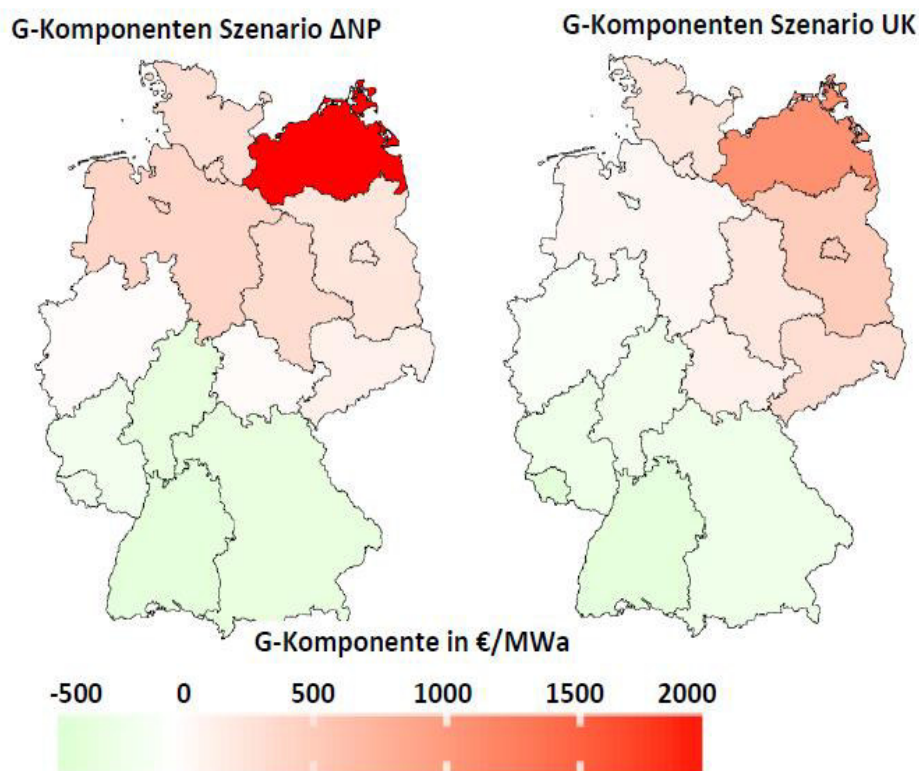 G-Komponenten Szenario ΔNP
G-Komponenten Szenario UK
G-Komponente in €/MWa
-500 0 500 1000 1500 2000